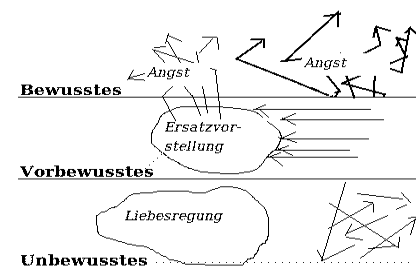 Angst
Angst
Bewusstes
Ersatzvor-
stellung
Vorbewusstes
Liebesregung
Unbewusstes